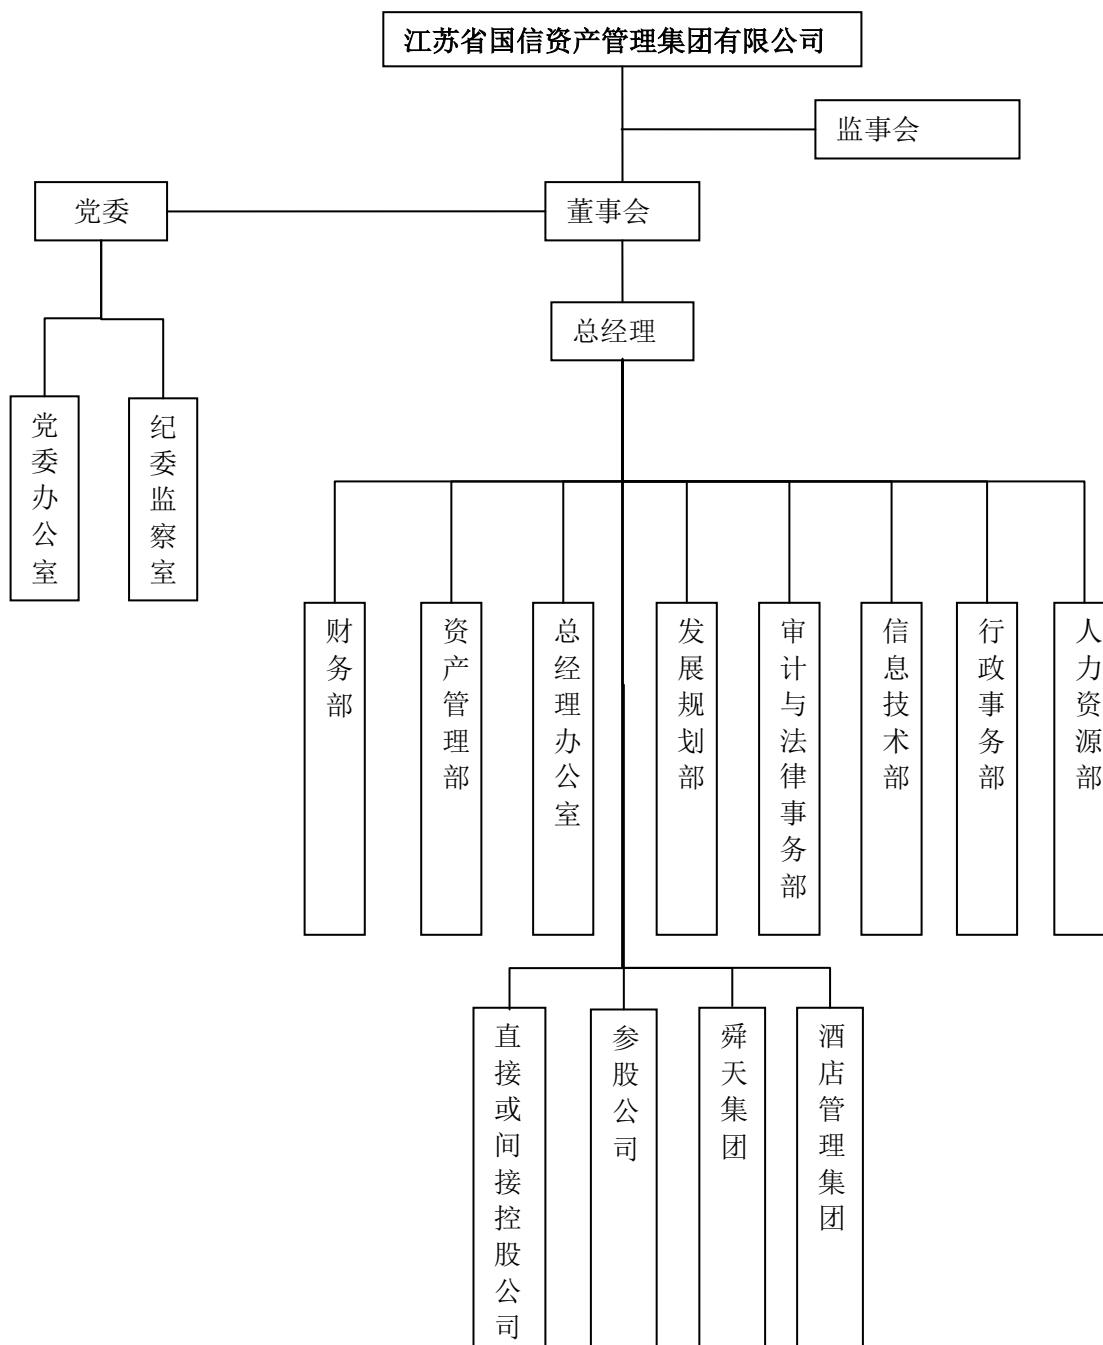 江苏省国信资产管理集团有限公司
监事会
党委
董事会
总经理
党委办公室
纪委监察室
财务部
资产管理部
总经理办公室
发展规划部
审计与法律事务部
信息技术部
行政事务部
人力资源部
直接或间接控股公司
参股公司
舜天集团
酒店管理集团